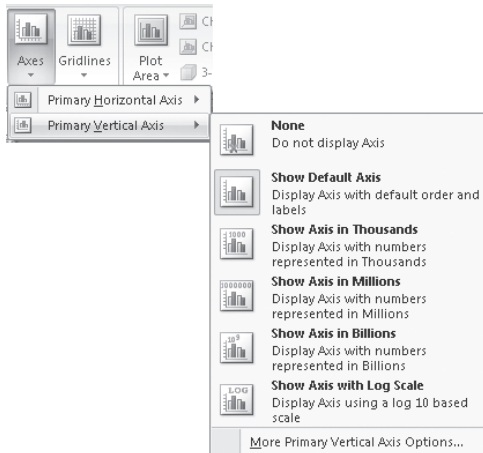 CH
CH
3-
Axes
Gridlines
Plot
Area
Primary Horizontal Axis
Primary Vertical Axis
None
Do not display Axis
Show Default Axis
Display Axis with default order and
labels
1000
Show Axis in Thousands
Display Axis with numbers
represented in Thousands
1000000
Show Axis in Millions
Display Axis with numbers
represented in Millions
10⁹
Show Axis in Billions
Display Axis with numbers
represented in Billions
LOG
Show Axis with Log Scale
Display Axis using a log 10 based
scale
More Primary Vertical Axis Options...